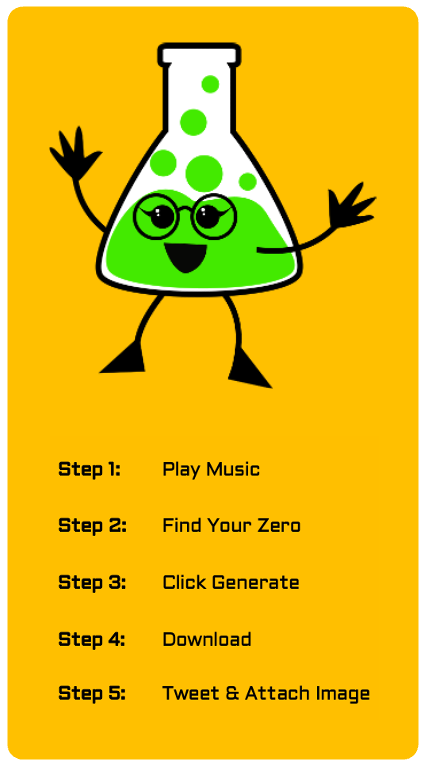 Step 1: Play Music
Step 2: Find Your Zero
Step 3: Click Generate
Step 4: Download
Step 5: Tweet & Attach Image